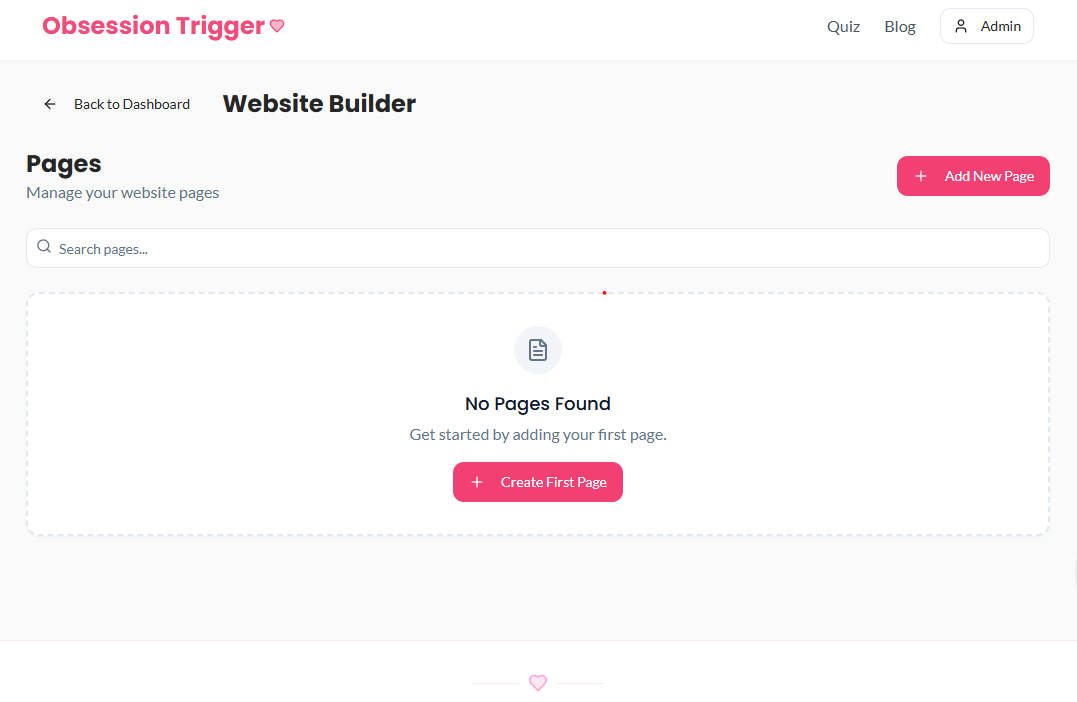 Obsession Trigger
Quiz
Blog
Admin
Back to Dashboard
Website Builder
Pages
Manage your website pages
Add New Page
Search pages...
No Pages Found
Get started by adding your first page.
Create First Page